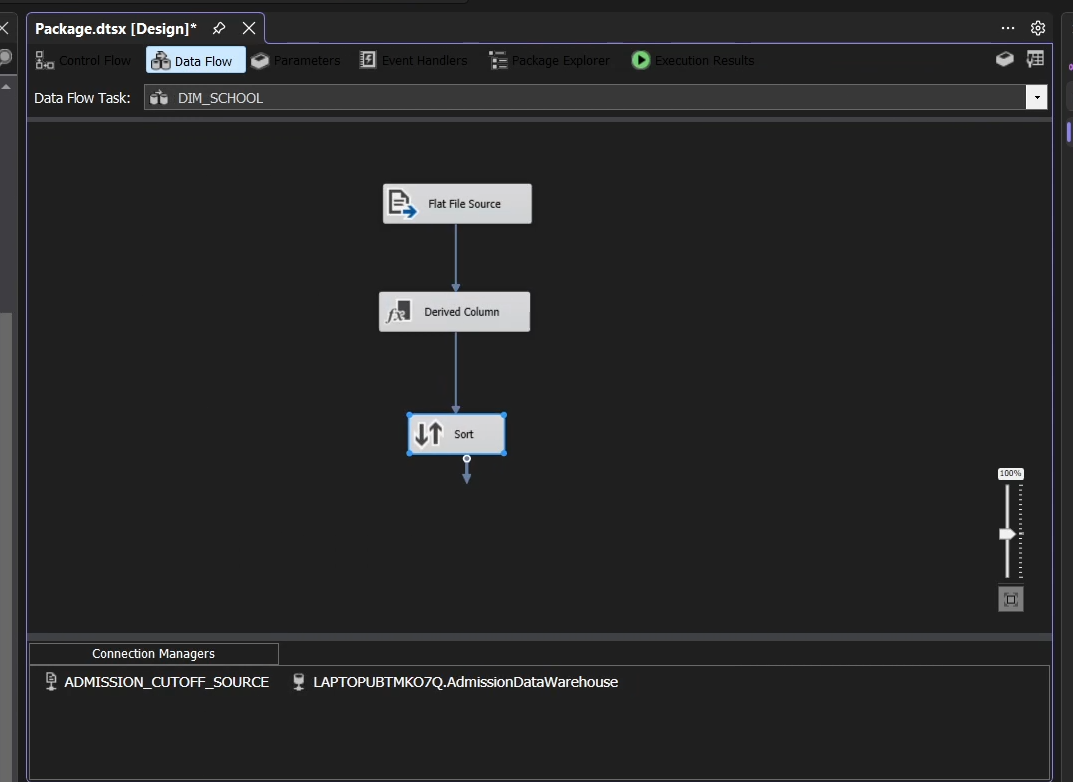 Package.dtsx [Design]*
Control Flow Data Flow Parameters Event Handlers Package Explorer Execution Results
Data Flow Task: DIM_SCHOOL
Flat File Source
fx Derived Column
Sort
100%
Connection Managers
ADMISSION_CUTOFF_SOURCE LAPTOPUBTMKO7Q.AdmissionDataWarehouse